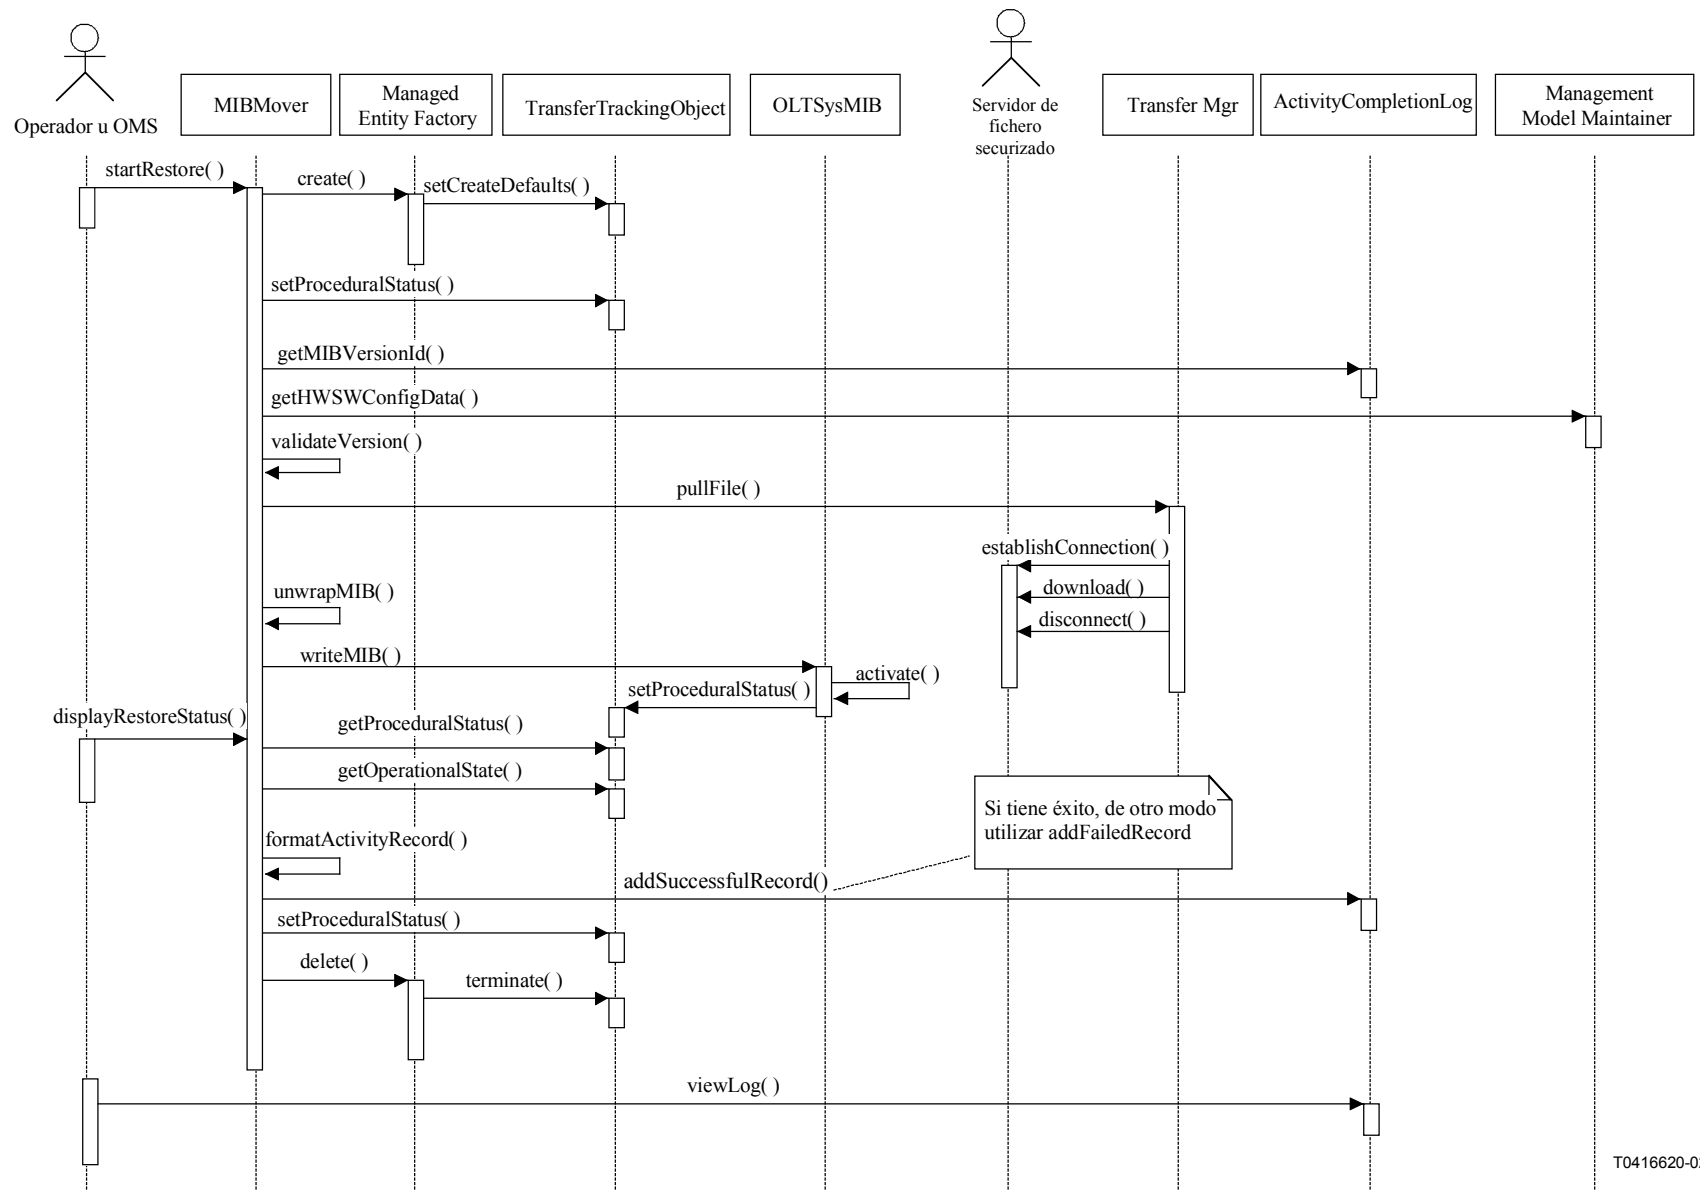 Operador u OMS
MIBMover
Managed
Entity Factory
TransferTrackingObject
OLTSysMIB
Servidor de
fichero
securizado
Transfer Mgr
ActivityCompletionLog
Management
Model Maintainer
startRestore( )
create( )
setCreateDefaults( )
setProceduralStatus( )
getMIBVersionId( )
getHWSWConfigData( )
validateVersion( )
pullFile( )
establishConnection( )
download( )
disconnect( )
unwrapMIB( )
writeMIB( )
activate( )
setProceduralStatus( )
displayRestoreStatus( )
getProceduralStatus( )
getOperationalState( )
Si tiene éxito, de otro modo
utilizar addFailedRecord
formatActivityRecord( )
addSuccessfulRecord()
setProceduralStatus( )
delete( )
terminate( )
viewLog( )